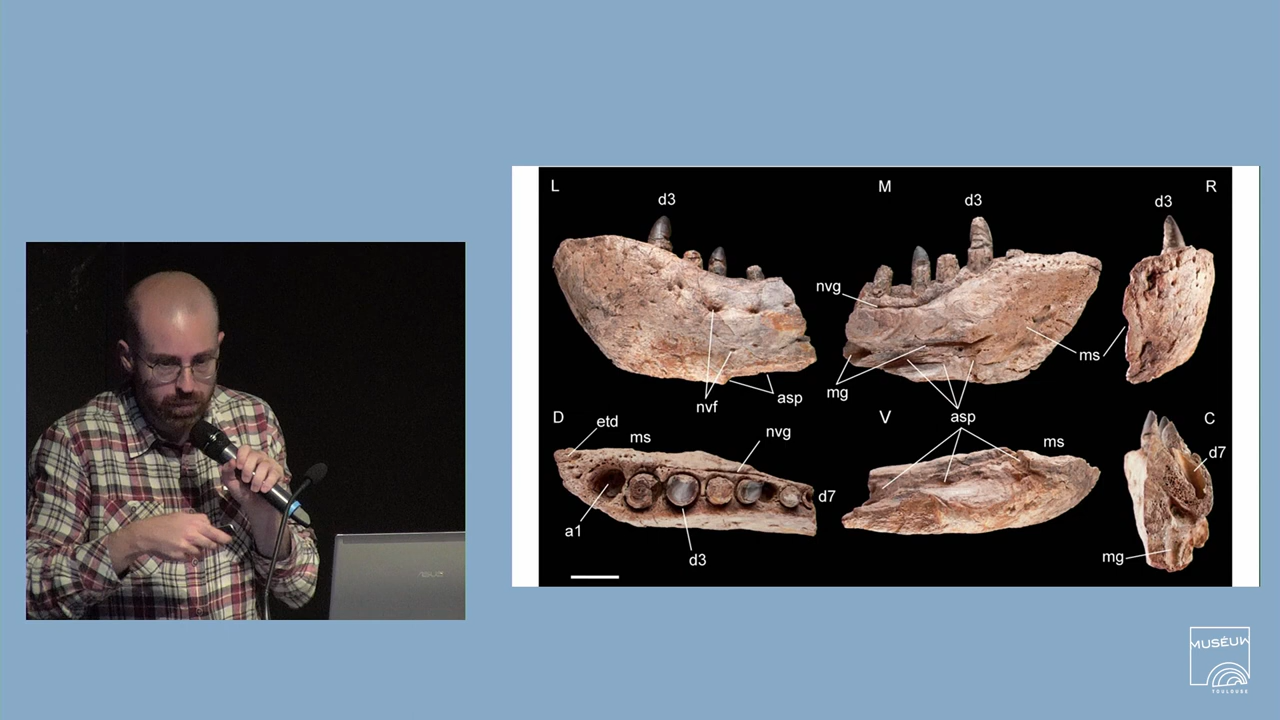 L
M
R
d3
d3
d3
nvg
ms
mg
nvf
asp
asp
D
V
C
etd
ms
nvg
ms
d7
d7
a1
d3
mg
ASUS
MUSÉUM
TOULOUSE